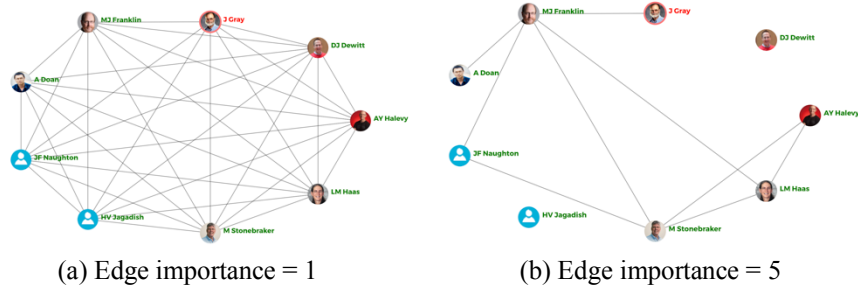 MJ Franklin
J Gray
DJ Dewitt
A Doan
AY Halevy
JF Naughton
LM Haas
HV Jagadish
M Stonebraker
(a) Edge importance = 1
MJ Franklin
J Gray
DJ Dewitt
A Doan
AY Halevy
JF Naughton
LM Haas
HV Jagadish
M Stonebraker
(b) Edge importance = 5